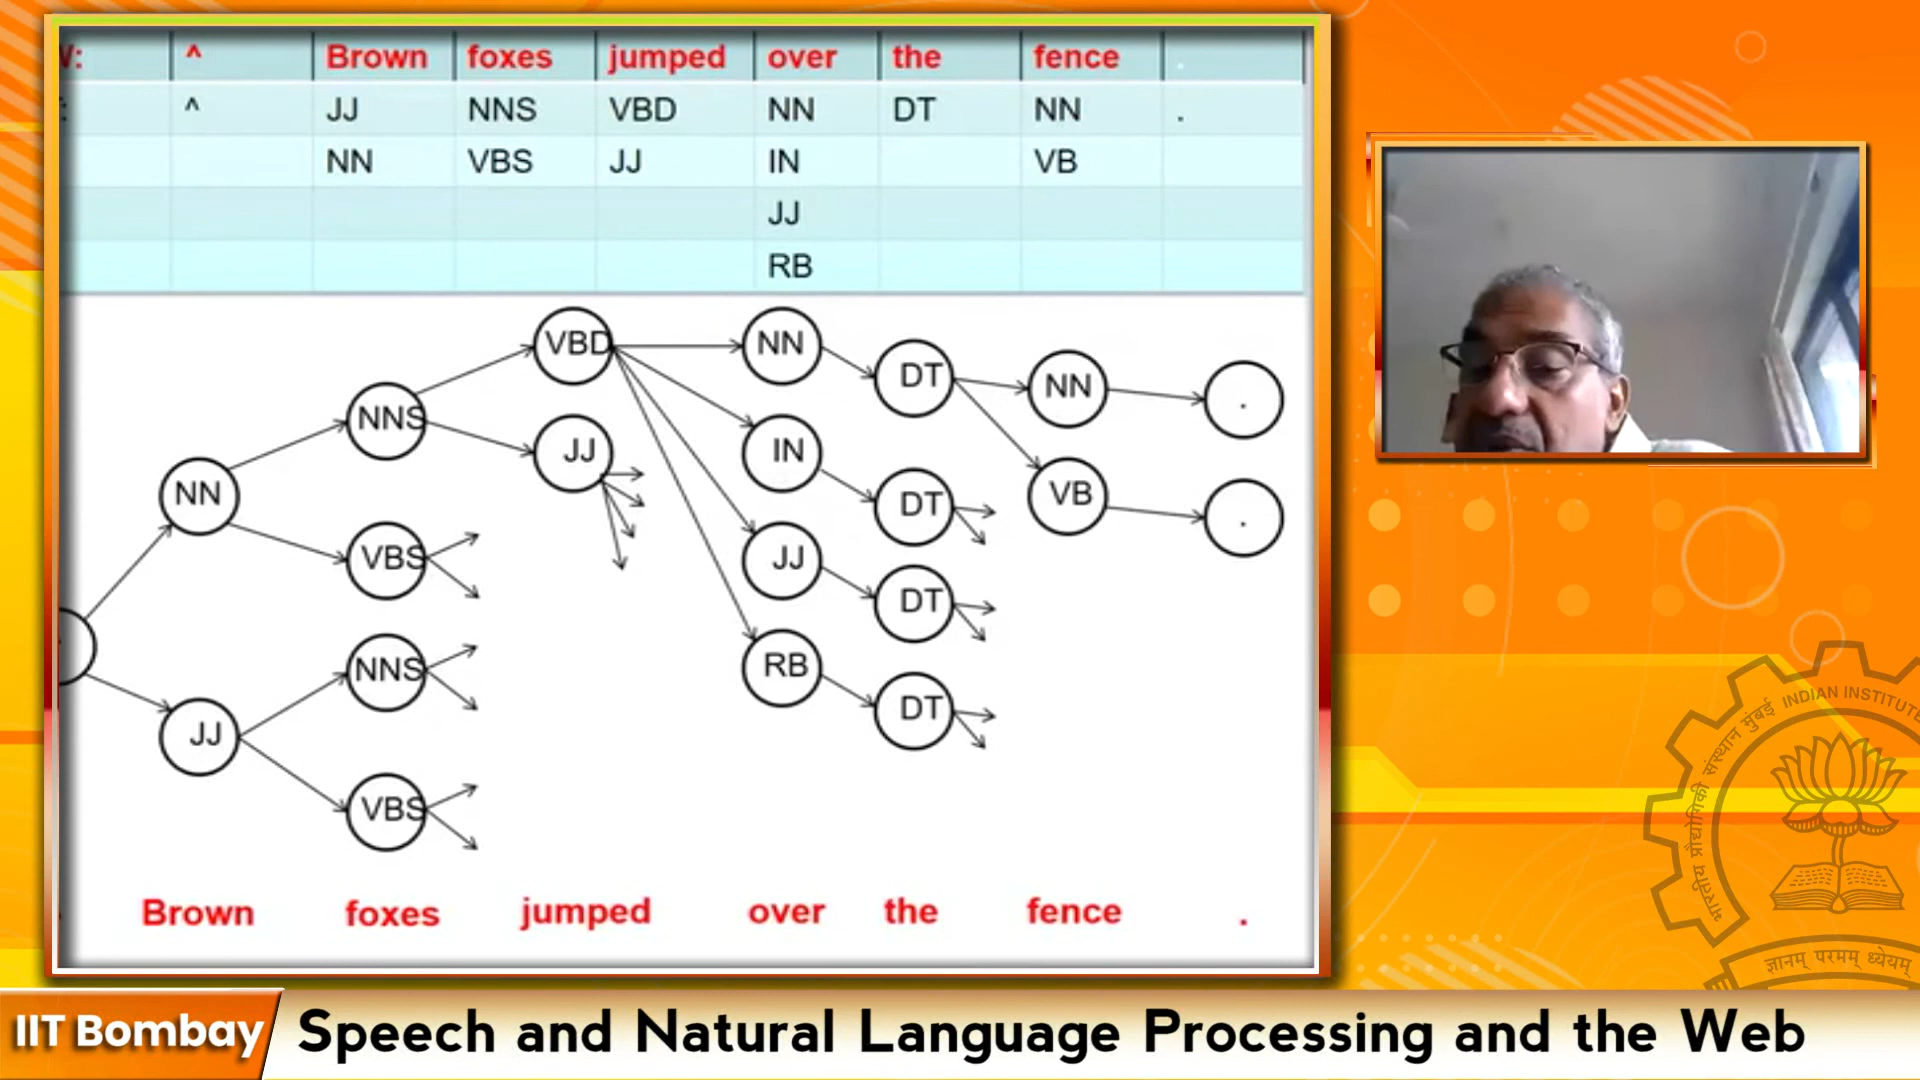 W: ^ Brown foxes jumped over the fence .
: ^ JJ NNS VBD NN DT NN .
NN VBS JJ IN VB
JJ
RB
VBD NN DT NN .
NNS JJ IN DT VB .
NN VBS JJ DT
NNS RB DT
JJ VBS
Brown foxes jumped over the fence .
INDIAN INSTITUTE
भारतीय प्रौद्योगिकी संस्थान मुंबई
ज्ञानम् परमम् ध्येयम्
IIT Bombay
Speech and Natural Language Processing and the Web